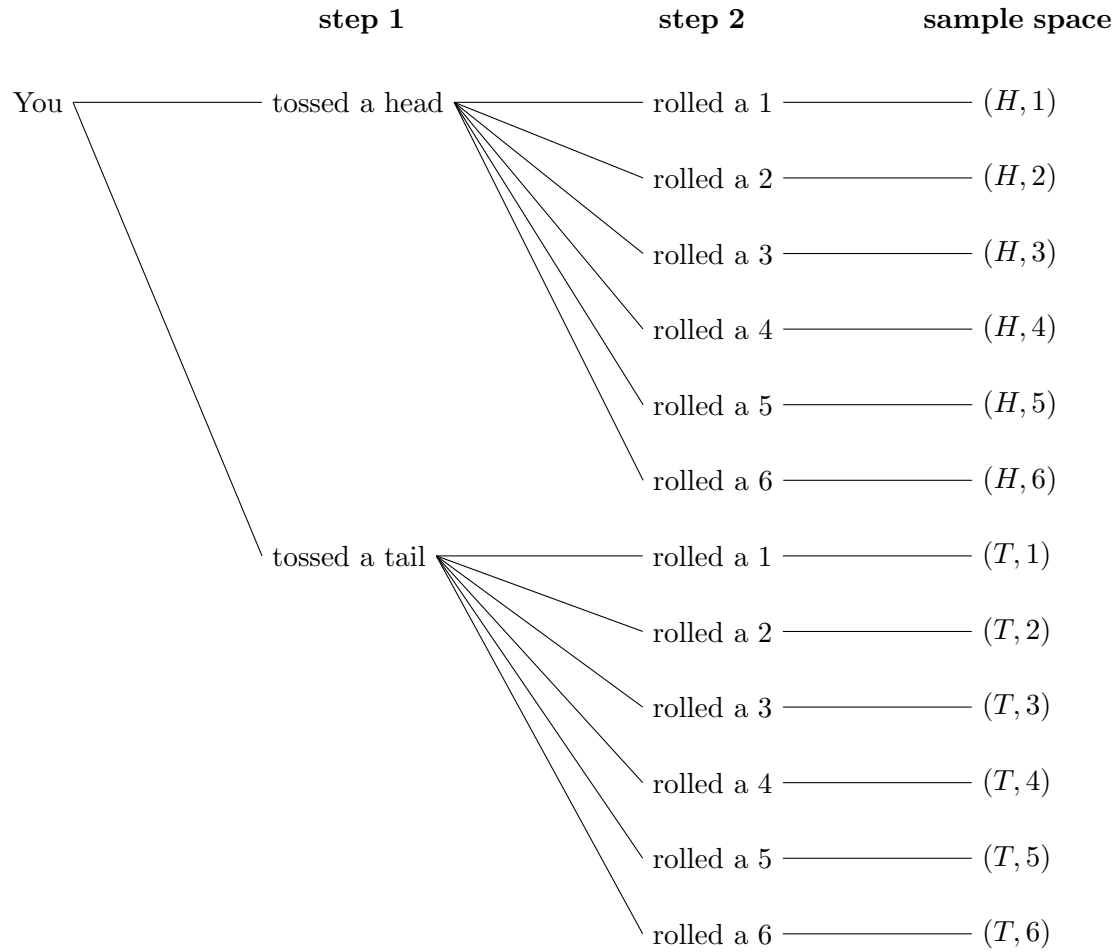 step 1 step 2 sample space
You tossed a head rolled a 1 (H, 1)
rolled a 2 (H, 2)
rolled a 3 (H, 3)
rolled a 4 (H, 4)
rolled a 5 (H, 5)
rolled a 6 (H, 6)
tossed a tail rolled a 1 (T, 1)
rolled a 2 (T, 2)
rolled a 3 (T, 3)
rolled a 4 (T, 4)
rolled a 5 (T, 5)
rolled a 6 (T, 6)